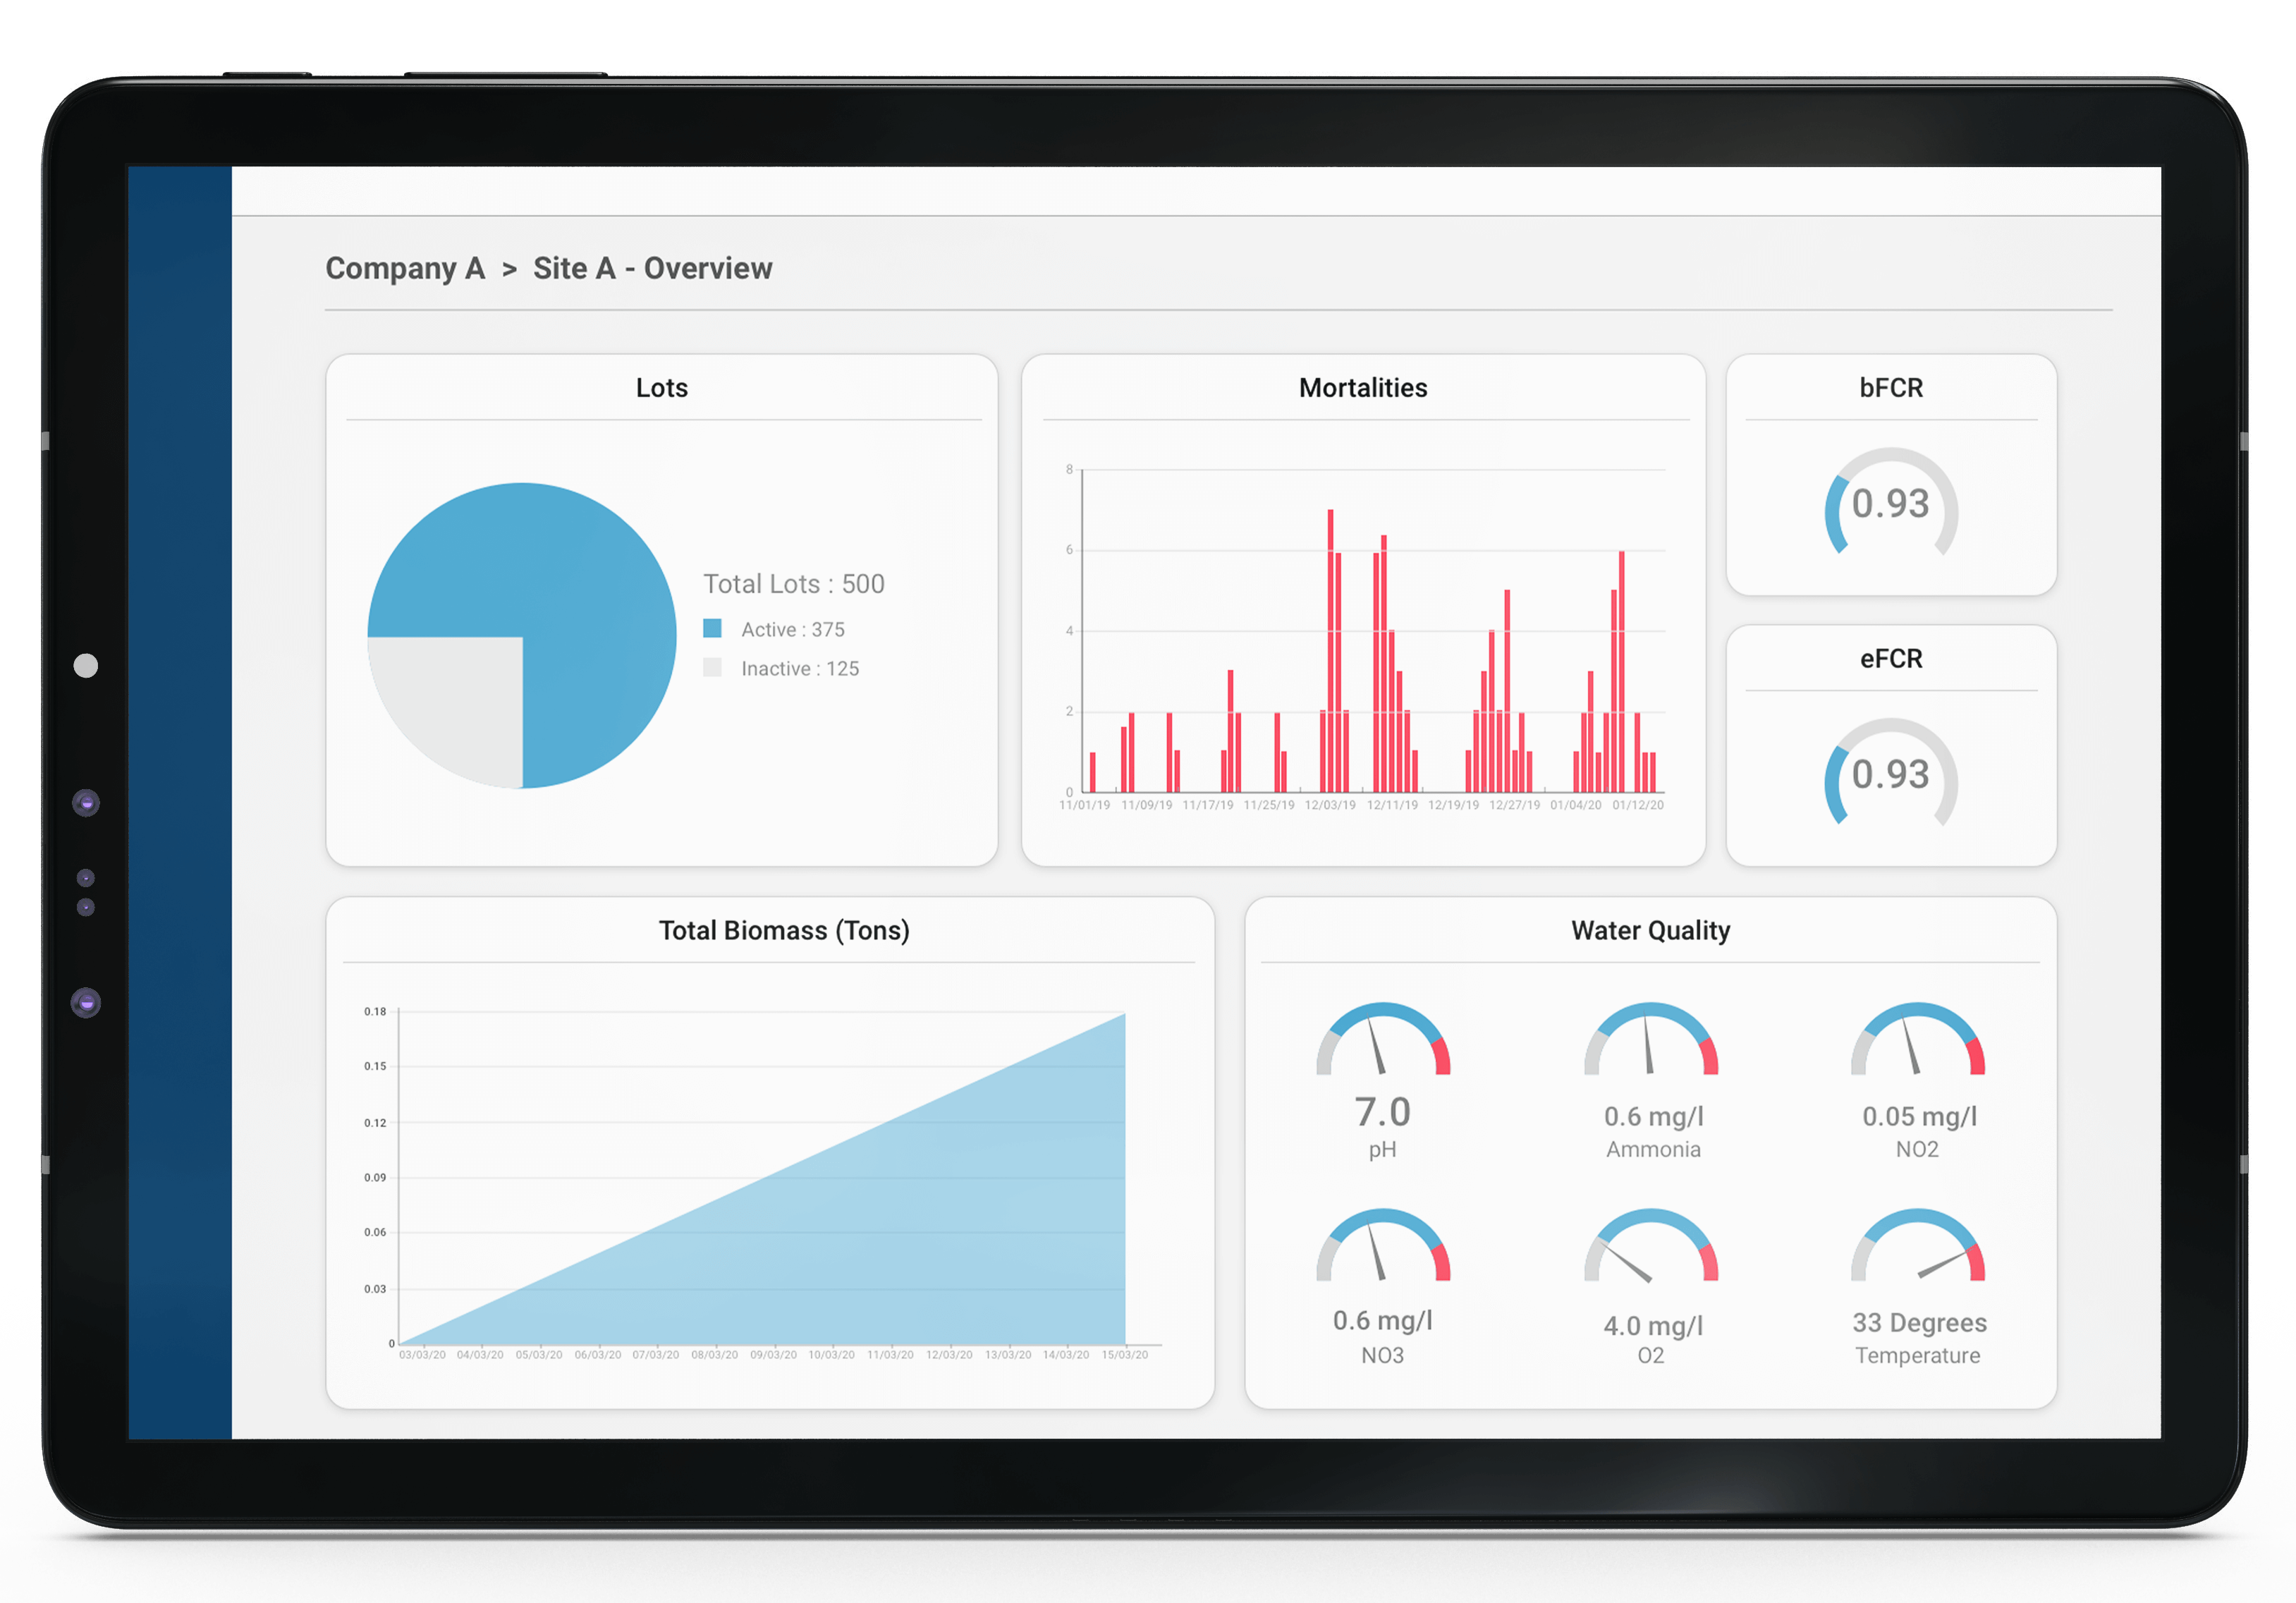 Company A > Site A - Overview
Lots
Total Lots : 500
Active : 375
Inactive : 125
Mortalities
8
6
4
2
0
11/01/19 11/09/19 11/17/19 11/25/19 12/03/19 12/11/19 12/19/19 12/27/19 01/04/20 01/12/20
bFCR
0.93
eFCR
0.93
Total Biomass (Tons)
0.18
0.15
0.12
0.09
0.06
0.03
0
03/03/20 04/03/20 05/03/20 06/03/20 07/03/20 08/03/20 09/03/20 10/03/20 11/03/20 12/03/20 13/03/20 14/03/20 15/03/20
Water Quality
7.0
pH
0.6 mg/l
Ammonia
0.05 mg/l
NO2
0.6 mg/l
NO3
4.0 mg/l
O2
33 Degrees
Temperature